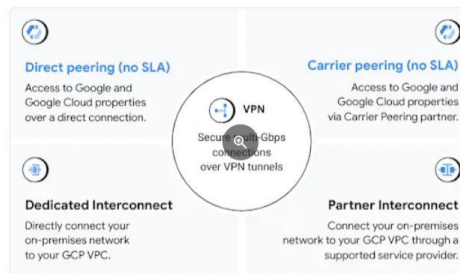 Direct peering (no SLA)
Access to Google and
Google Cloud properties
over a direct connection.
Carrier peering (no SLA)
Access to Google and
Google Cloud properties
via Carrier Peering partner.
VPN
Secure multi-Gbps
connections
over VPN tunnels
Dedicated Interconnect
Directly connect your
on-premises network
to your GCP VPC.
Partner Interconnect
Connect your on-premises
network to your GCP VPC through a
supported service provider.